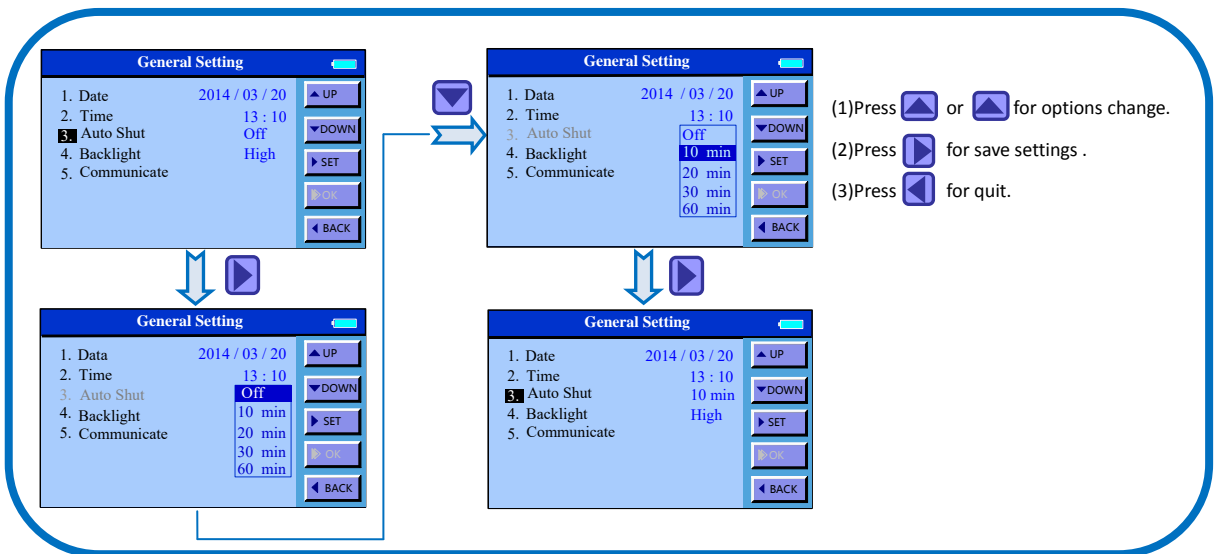 General Setting
1. Date 2014 / 03 / 20
2. Time 13 : 10
3. Auto Shut Off
4. Backlight High
5. Communicate
UP
DOWN
SET
OK
BACK
General Setting
1. Data 2014 / 03 / 20
2. Time 13 : 10
3. Auto Shut Off
4. Backlight 10 min
5. Communicate 20 min
30 min
60 min
UP
DOWN
SET
OK
BACK
General Setting
1. Data 2014 / 03 / 20
2. Time 13 : 10
3. Auto Shut Off
4. Backlight 10 min
5. Communicate 20 min
30 min
60 min
UP
DOWN
SET
OK
BACK
General Setting
1. Date 2014 / 03 / 20
2. Time 13 : 10
3. Auto Shut 10 min
4. Backlight High
5. Communicate
UP
DOWN
SET
OK
BACK
(1)Press or for options change.
(2)Press for save settings .
(3)Press for quit.